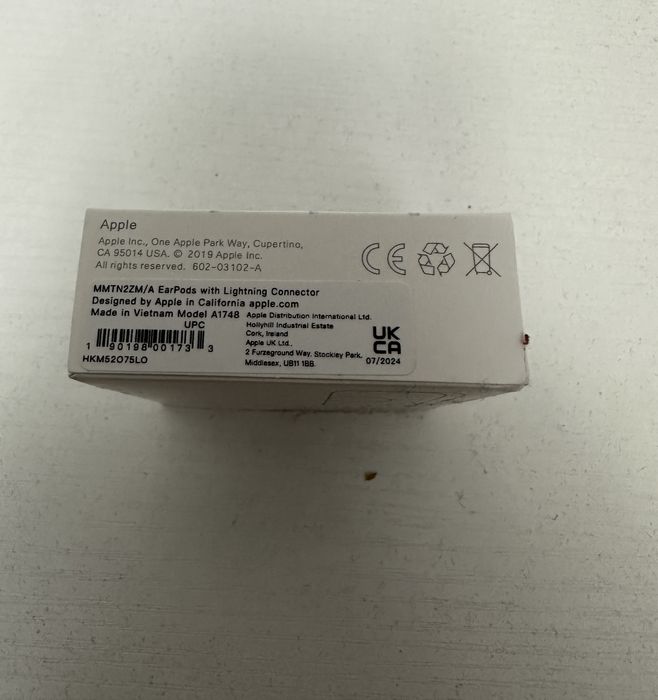 Apple
Apple Inc., One Apple Park Way, Cupertino,
CA 95014 USA. © 2019 Apple Inc.
All rights reserved. 602-03102-A
CE
MMTN2ZM/A EarPods with Lightning Connector
Designed by Apple in California apple.com
Made in Vietnam Model A1748
UPC
1 90198 00173 3
HKM52O75LO
Apple Distribution International Ltd.
Hollyhill Industrial Estate
Cork, Ireland
Apple UK Ltd.,
2 Furzeground Way, Stockley Park,
Middlesex, UB11 1BB.
UK
CA
07/2024